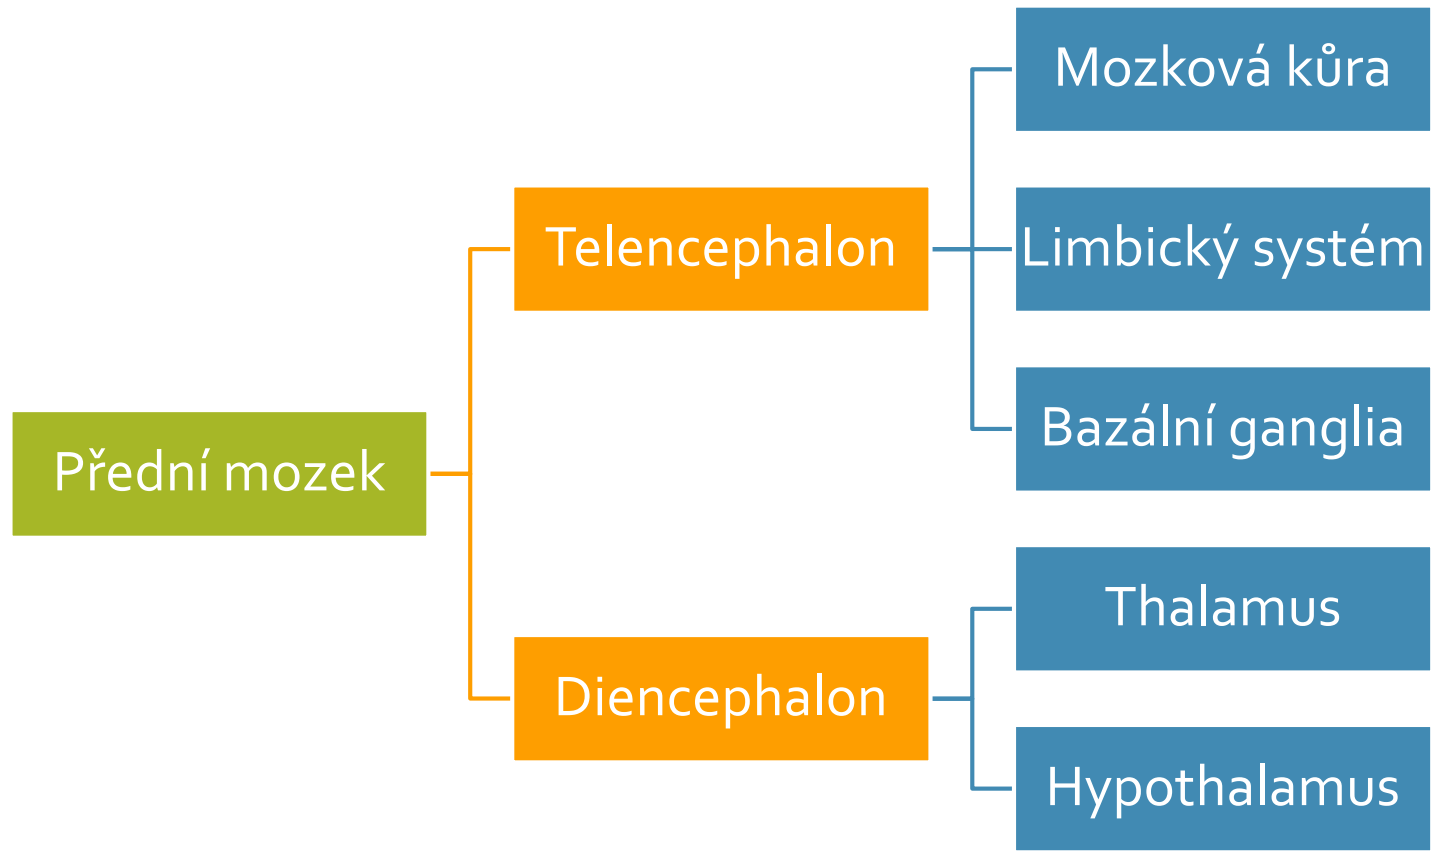 Přední mozek
Telencephalon
Mozková kůra
Limbický systém
Bazální ganglia
Diencephalon
Thalamus
Hypothalamus